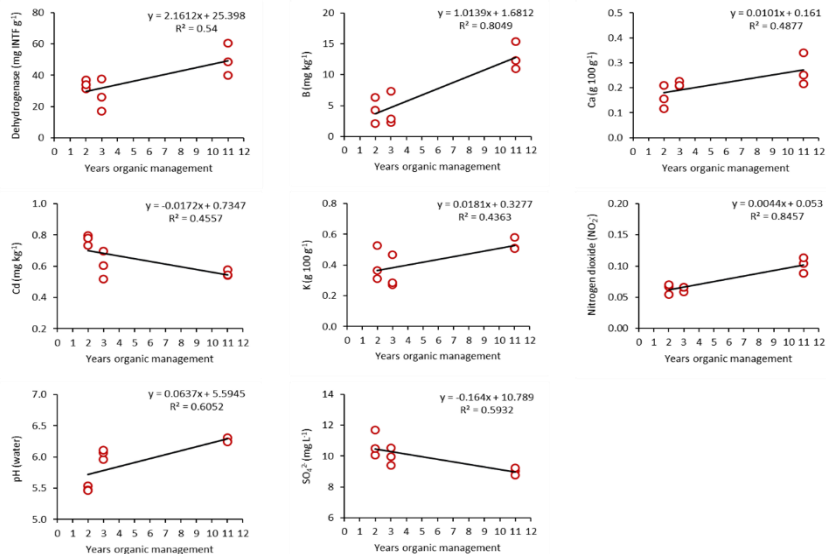 y = 2.1612x + 25.398
R² = 0.54
Dehydrogenase (mg INTF g⁻¹)
80
60
40
20
0
0 1 2 3 4 5 6 7 8 9 10 11 12
Years organic management
y = 1.0139x + 1.6812
R² = 0.8049
B (mg kg⁻¹)
20
15
10
5
0
0 1 2 3 4 5 6 7 8 9 10 11 12
Years organic management
y = 0.0101x + 0.161
R² = 0.4877
Ca (g 100 g⁻¹)
0.5
0.4
0.3
0.2
0.1
0.0
0 1 2 3 4 5 6 7 8 9 10 11 12
Years organic management
y = -0.0172x + 0.7347
R² = 0.4557
Cd (mg kg⁻¹)
1.0
0.8
0.6
0.4
0.2
0 1 2 3 4 5 6 7 8 9 10 11 12
Years organic management
y = 0.0181x + 0.3277
R² = 0.4363
K (g 100 g⁻¹)
0.8
0.6
0.4
0.2
0.0
0 1 2 3 4 5 6 7 8 9 10 11 12
Years organic management
y = 0.0044x + 0.053
R² = 0.8457
Nitrogen dioxide (NO₂⁻)
0.20
0.15
0.10
0.05
0.00
0 1 2 3 4 5 6 7 8 9 10 11 12
Years organic management
y = 0.0637x + 5.5945
R² = 0.6052
pH (water)
7.0
6.5
6.0
5.5
5.0
0 1 2 3 4 5 6 7 8 9 10 11 12
Years organic management
y = -0.164x + 10.789
R² = 0.5932
SO₄²⁻ (mg L⁻¹)
14
12
10
8
6
0 1 2 3 4 5 6 7 8 9 10 11 12
Years organic management